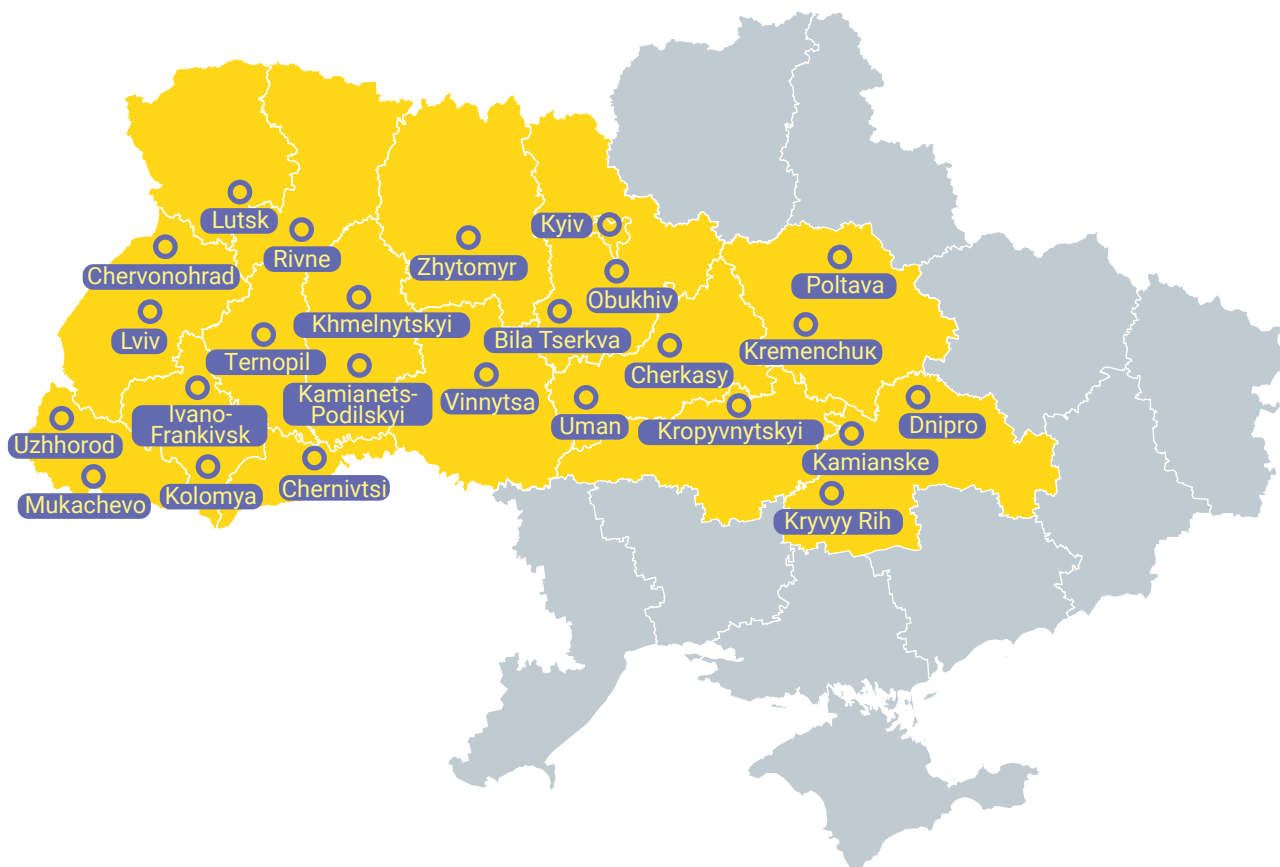 Lutsk
Kyiv
Rivne
Zhytomyr
Chervonohrad
Poltava
Obukhiv
Khmelnytskyi
Bila Tserkva
Lviv
Kremenchuк
Ternopil
Cherkasy
Kamianets-
Podilskyi
Vinnytsa
Dnipro
Ivano-
Frankivsk
Uman
Kropyvnytskyi
Uzhhorod
Kamianske
Chernivtsi
Kolomya
Mukachevo
Kryvyy Rih